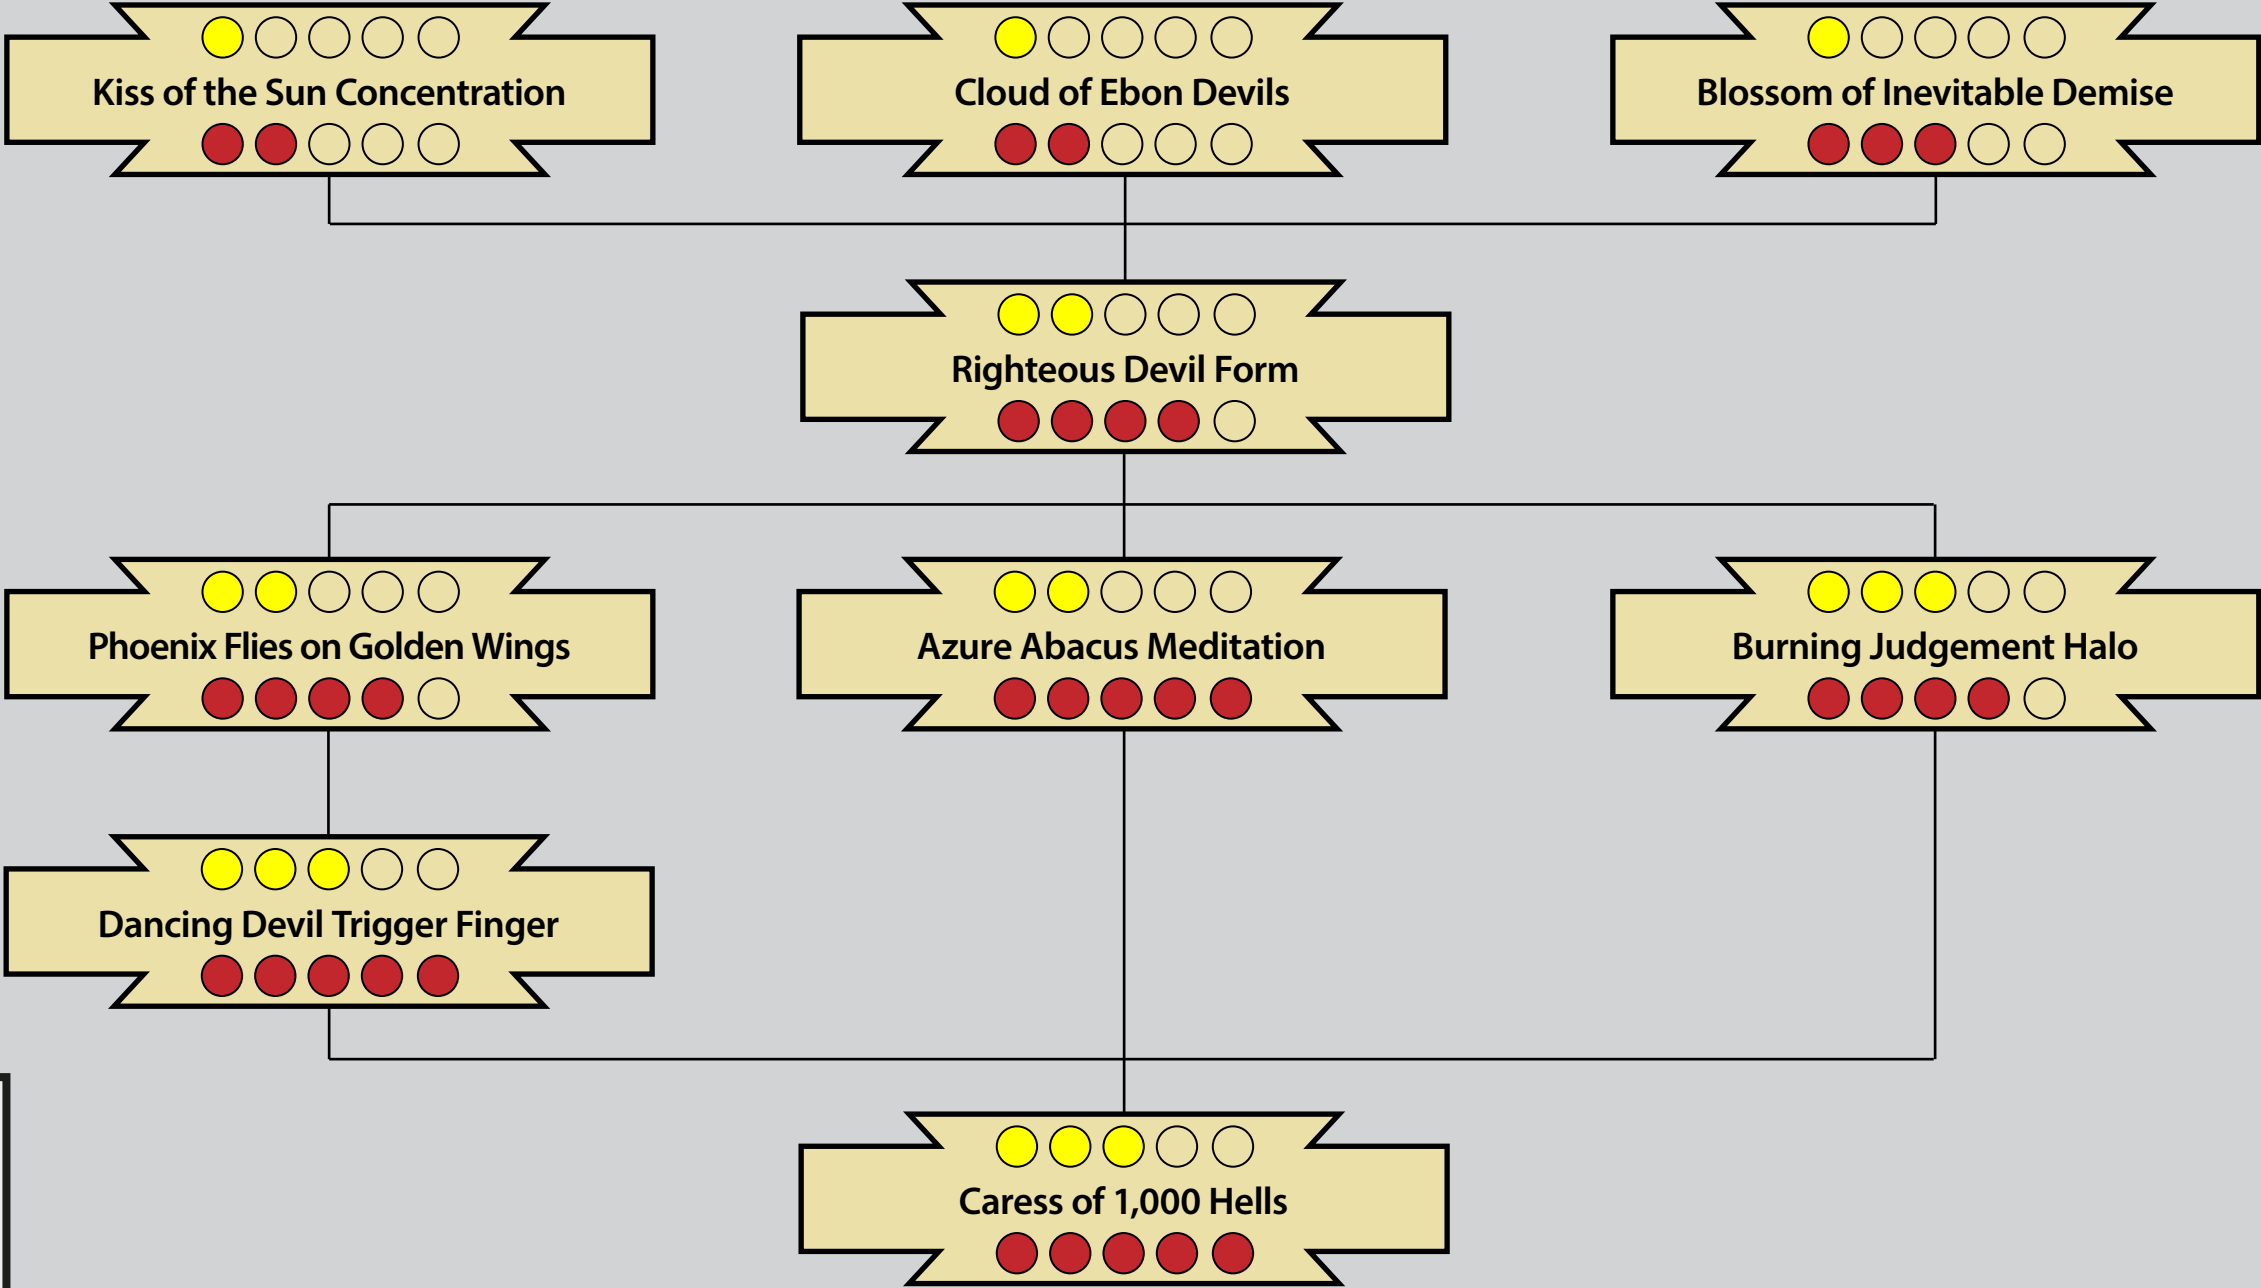 Kiss of the Sun Concentration
Cloud of Ebon Devils
Blossom of Inevitable Demise
Righteous Devil Form
Phoenix Flies on Golden Wings
Azure Abacus Meditation
Burning Judgement Halo
Dancing Devil Trigger Finger
Caress of 1,000 Hells